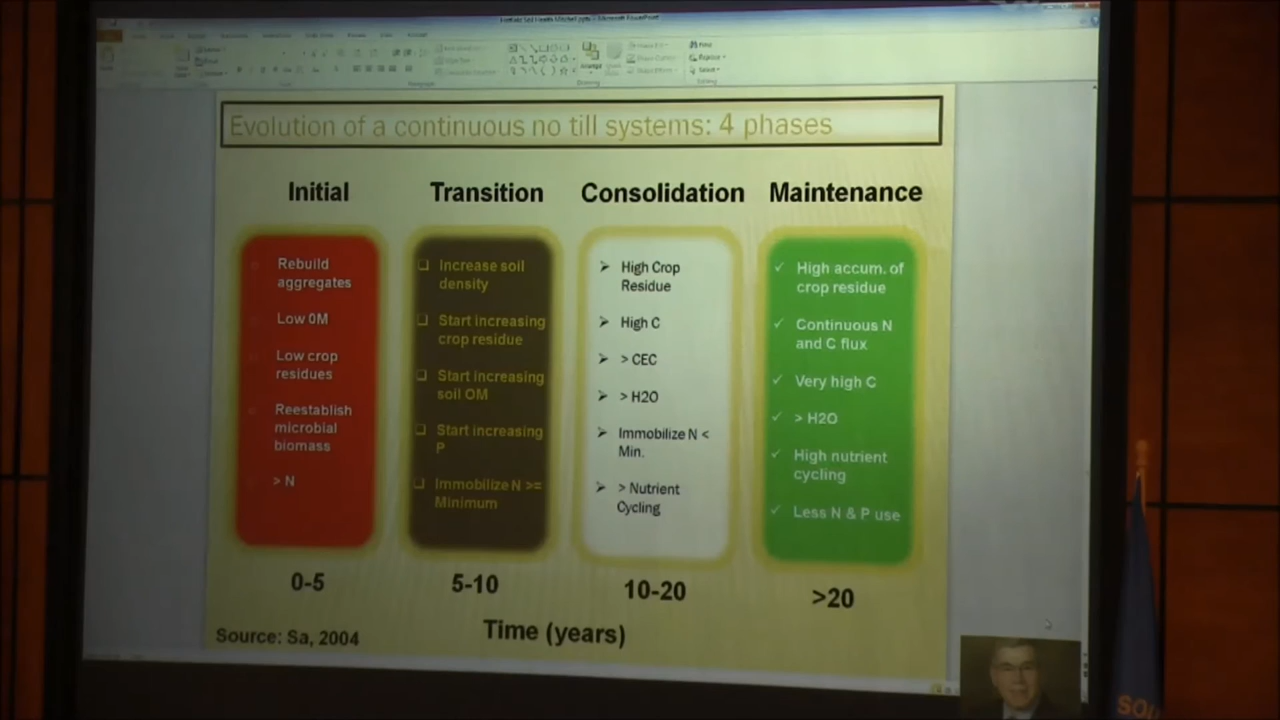 Evolution of a continuous no till systems: 4 phases
Initial
Rebuild
aggregates
Low 0M
Low crop
residues
Reestablish
microbial
biomass
> N
0-5
Transition
Increase soil
density
Start increasing
crop residue
Start increasing
soil OM
Start increasing
P
Immobilize N >=
Minimum
5-10
Consolidation
High Crop
Residue
High C
> CEC
> H2O
Immobilize N <
Min.
> Nutrient
Cycling
10-20
Maintenance
High accum. of
crop residue
Continuous N
and C flux
Very high C
> H2O
High nutrient
cycling
Less N & P use
>20
Time (years)
Source: Sa, 2004